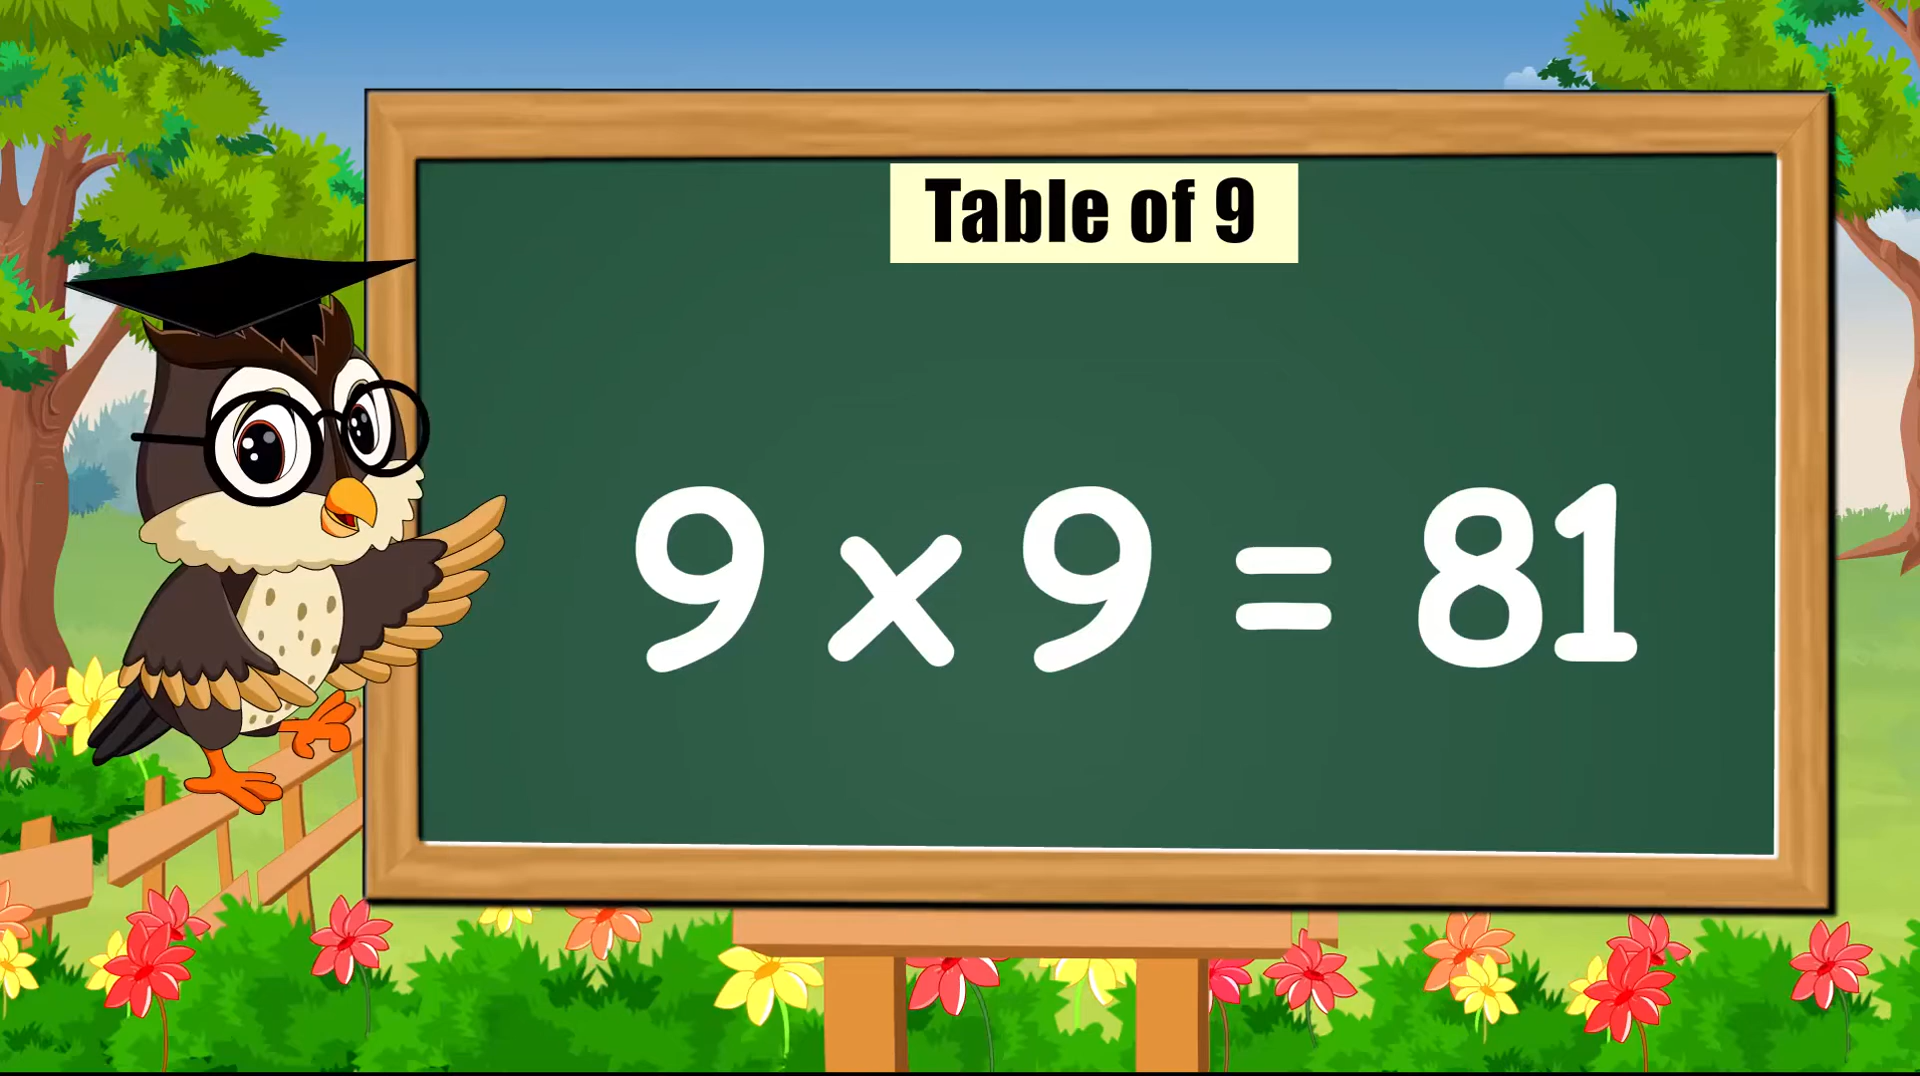 Table of 9
9 x 9 = 81